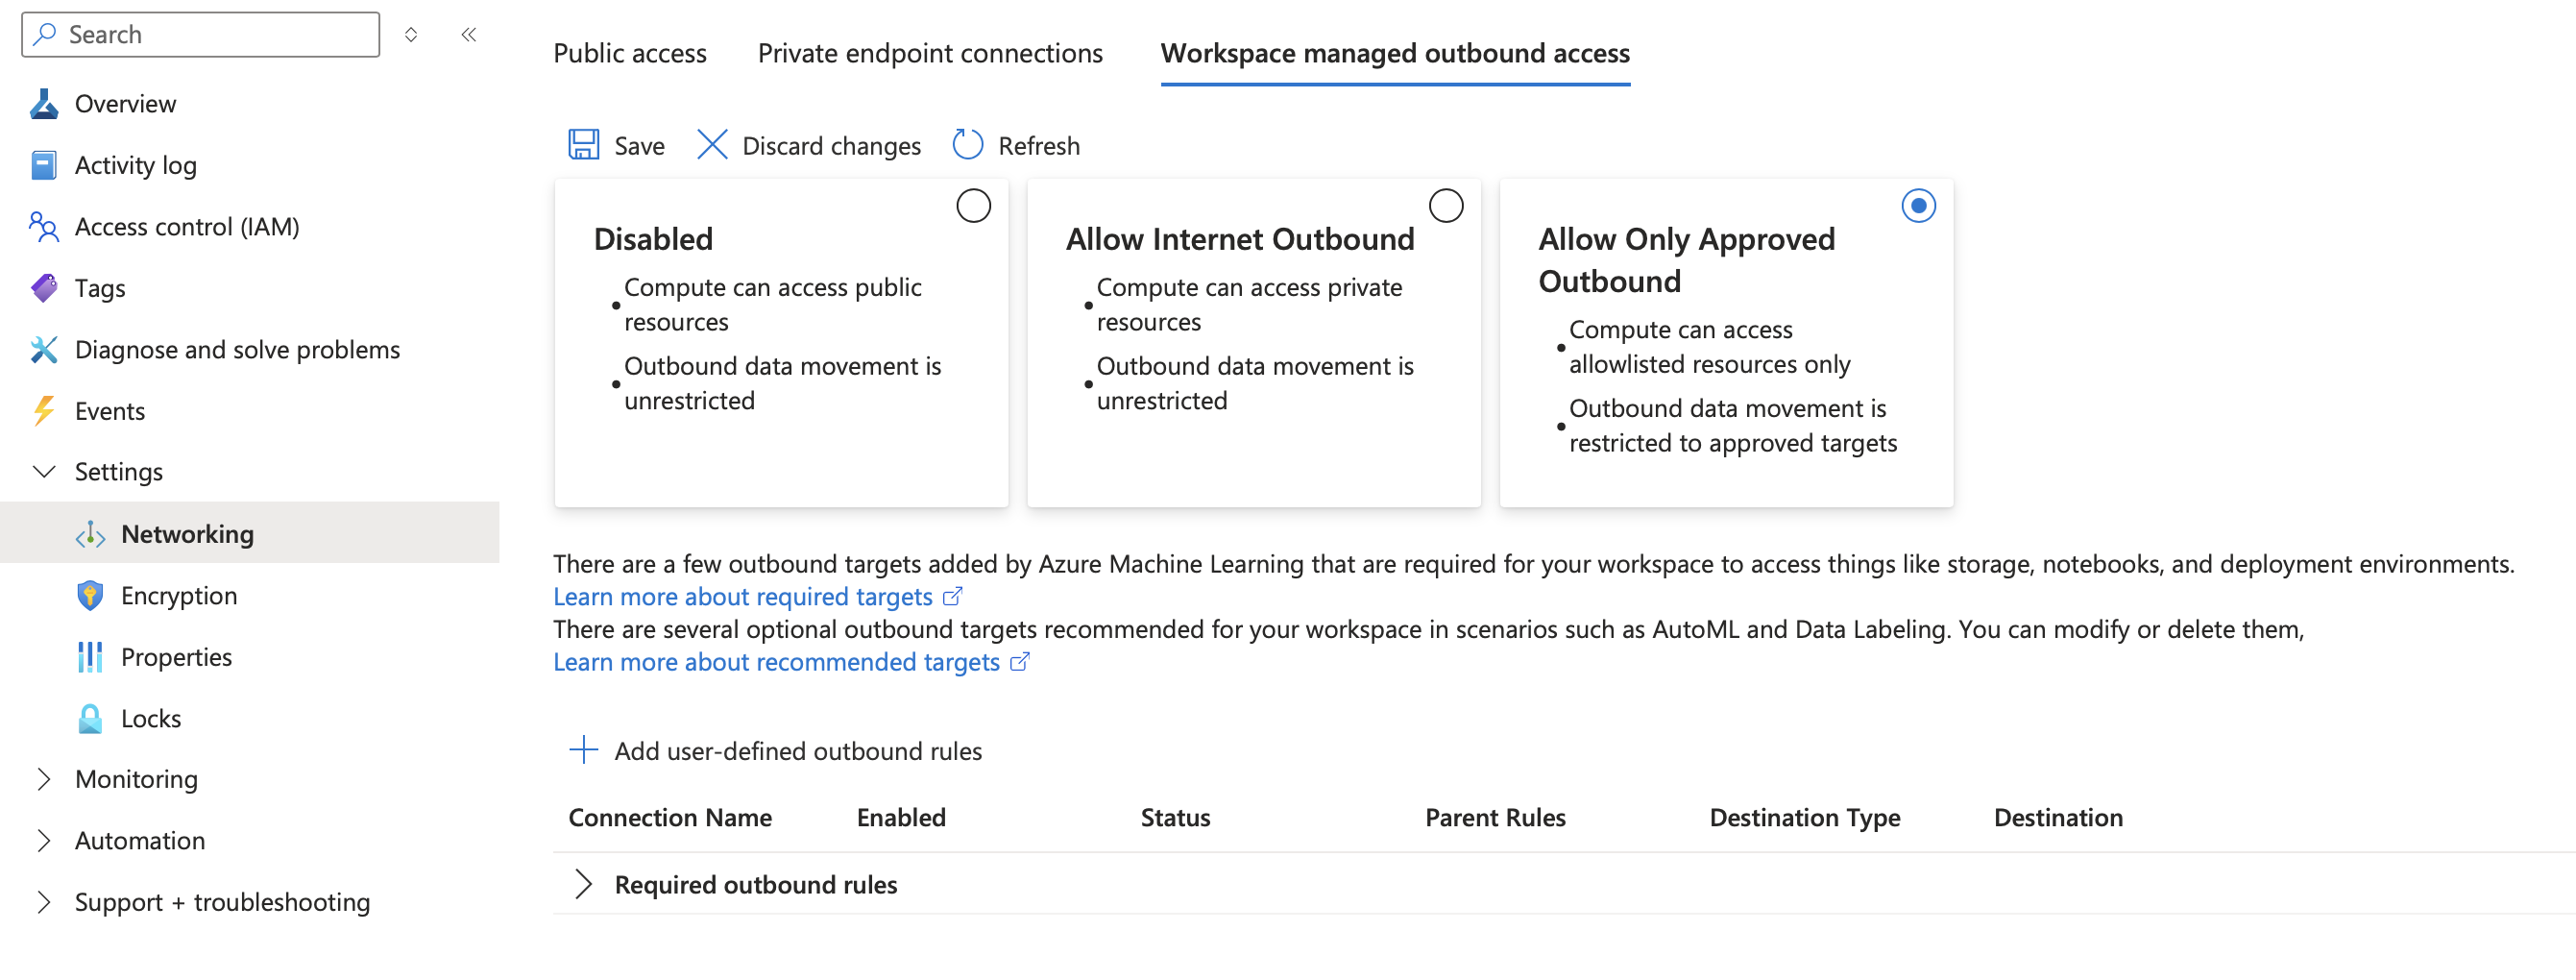 Search
Overview
Activity log
Access control (IAM)
Tags
Diagnose and solve problems
Events
Settings
Networking
Encryption
Properties
Locks
Monitoring
Automation
Support + troubleshooting
Public access
Private endpoint connections
Workspace managed outbound access
Save
Discard changes
Refresh
Disabled
Compute can access public
resources
Outbound data movement is
unrestricted
Allow Internet Outbound
Compute can access private
resources
Outbound data movement is
unrestricted
Allow Only Approved
Outbound
Compute can access
allowlisted resources only
Outbound data movement is
restricted to approved targets
There are a few outbound targets added by Azure Machine Learning that are required for your workspace to access things like storage, notebooks, and deployment environments.
Learn more about required targets
There are several optional outbound targets recommended for your workspace in scenarios such as AutoML and Data Labeling. You can modify or delete them,
Learn more about recommended targets
Add user-defined outbound rules
Connection Name Enabled Status Parent Rules Destination Type Destination
Required outbound rules